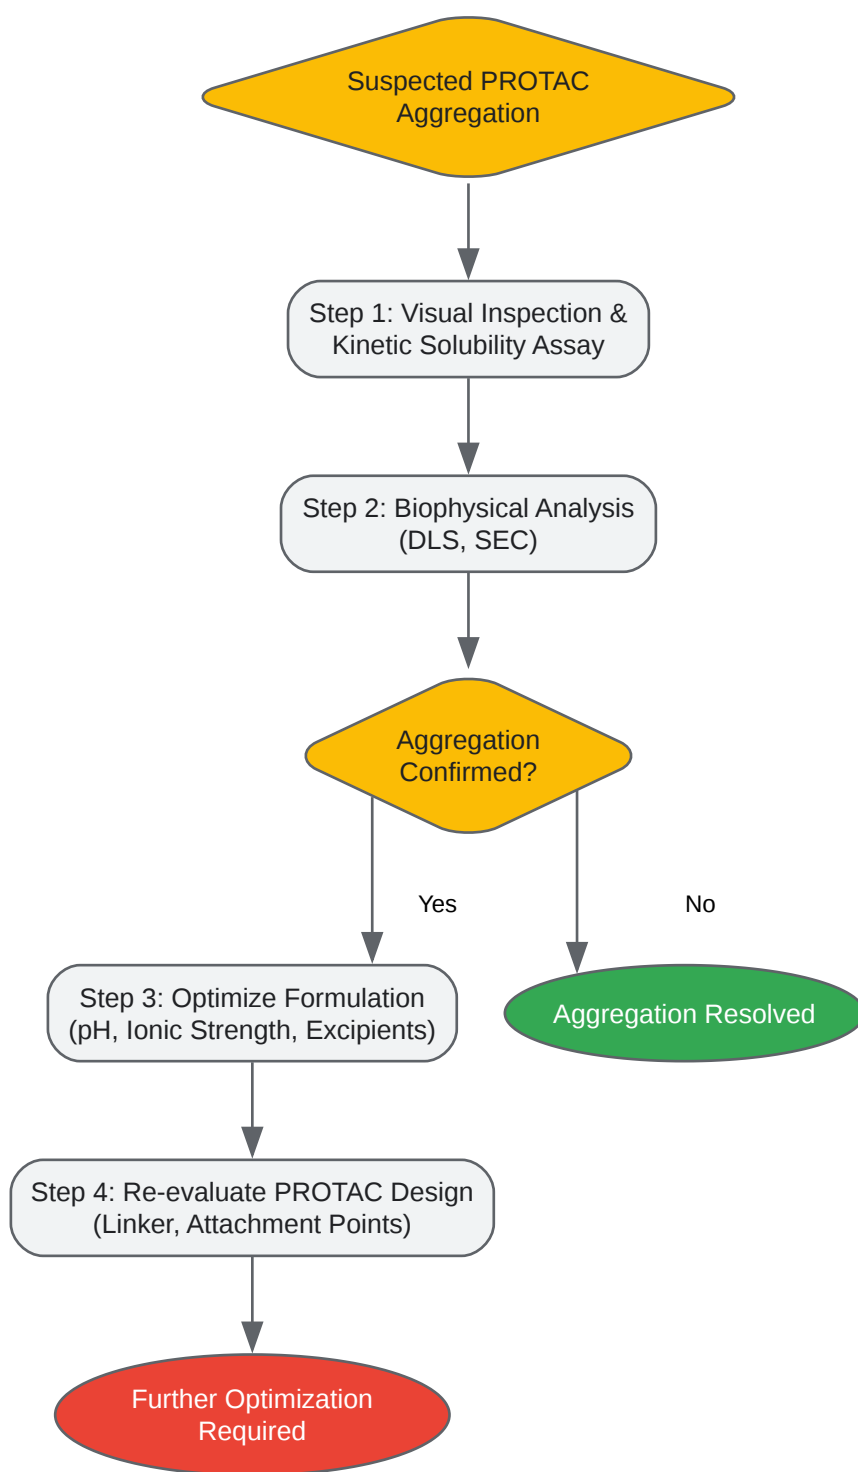 Suspected PROTAC
Aggregation
Step 1: Visual Inspection &
Kinetic Solubility Assay
Step 2: Biophysical Analysis
(DLS, SEC)
Aggregation
Confirmed?
Yes
No
Step 3: Optimize Formulation
(pH, Ionic Strength, Excipients)
Aggregation Resolved
Step 4: Re-evaluate PROTAC Design
(Linker, Attachment Points)
Further Optimization
Required